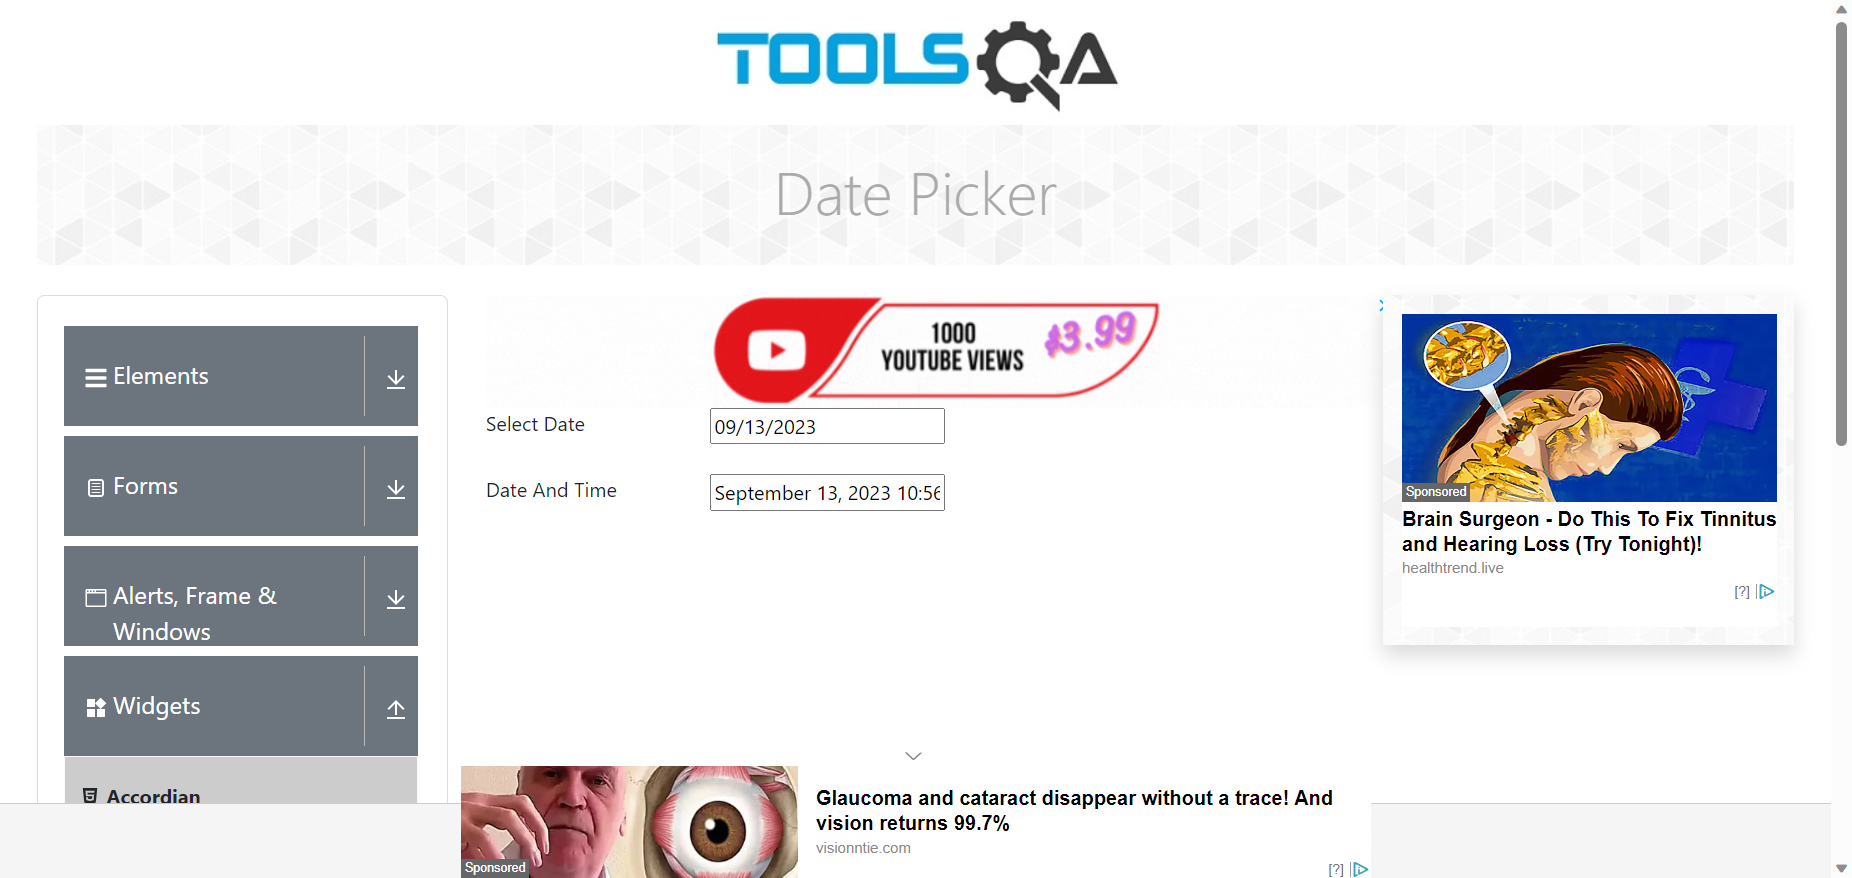 TOOLSQA
Date Picker
Elements
Forms
Alerts, Frame &
Windows
Widgets
Accordian
1000
YOUTUBE VIEWS
$3.99
Select Date
09/13/2023
Date And Time
September 13, 2023 10:56
Sponsored
Brain Surgeon - Do This To Fix Tinnitus
and Hearing Loss (Try Tonight)!
healthtrend.live
[?]
Sponsored
Glaucoma and cataract disappear without a trace! And
vision returns 99.7%
visionntie.com
[?]